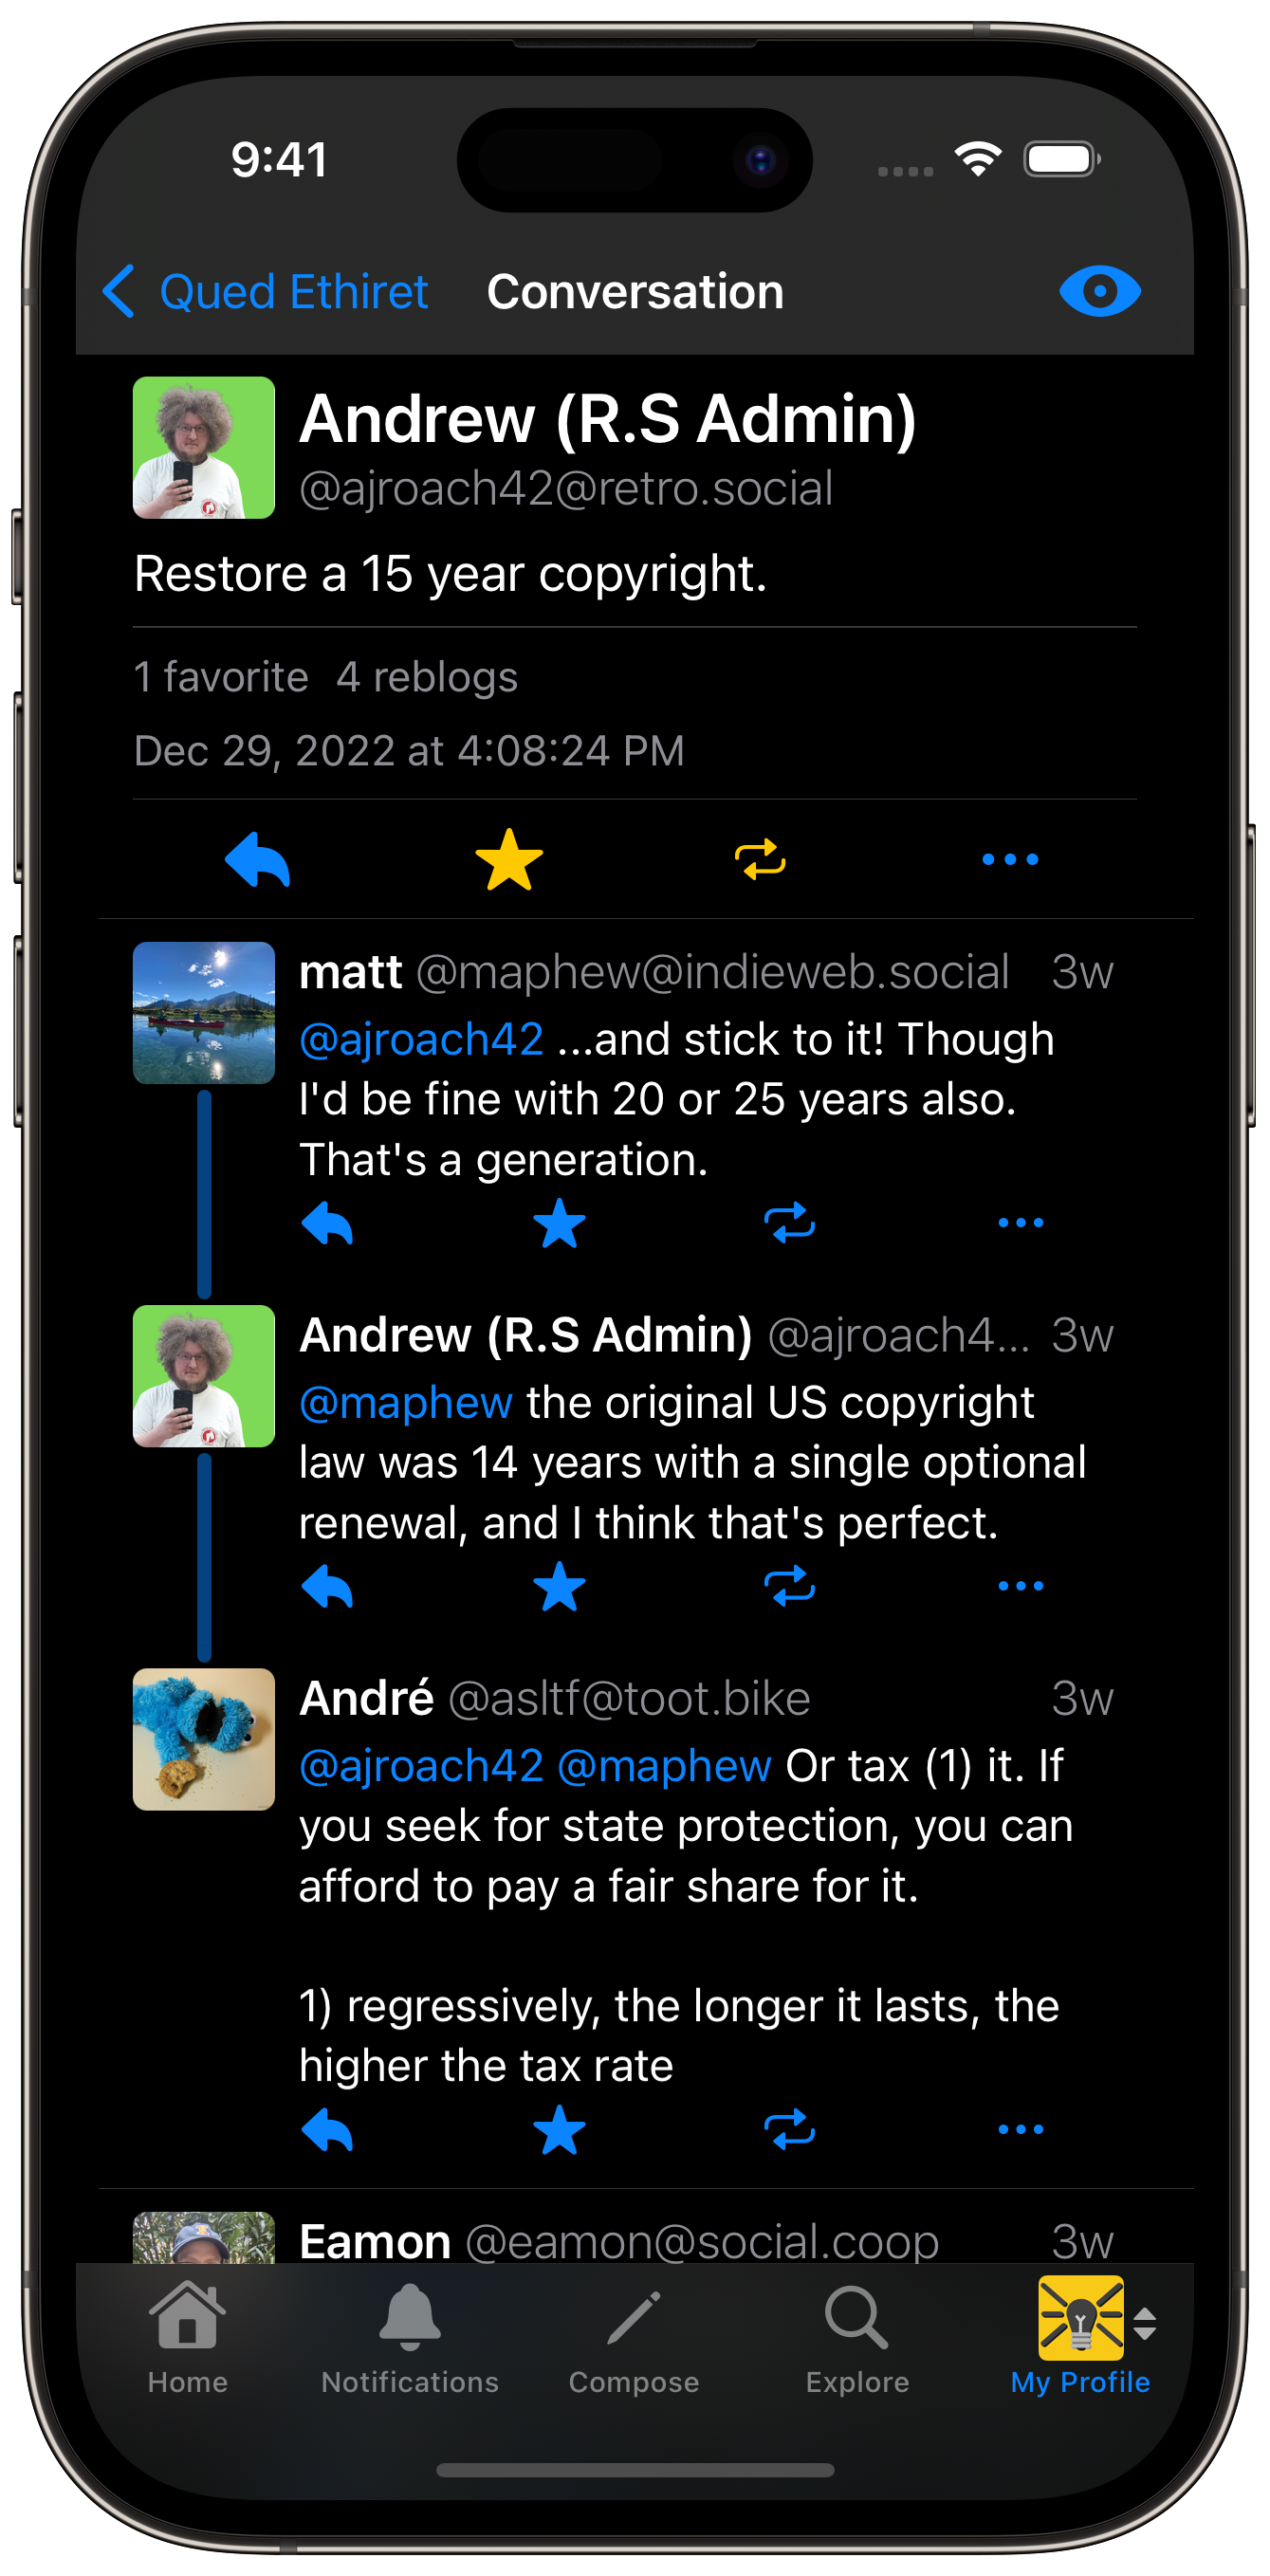 9:41
Qued Ethiret Conversation
Andrew (R.S Admin)
@ajroach42@retro.social
Restore a 15 year copyright.
1 favorite 4 reblogs
Dec 29, 2022 at 4:08:24 PM
matt @maphew@indieweb.social 3w
@ajroach42 ...and stick to it! Though
I'd be fine with 20 or 25 years also.
That's a generation.
Andrew (R.S Admin) @ajroach4... 3w
@maphew the original US copyright
law was 14 years with a single optional
renewal, and I think that's perfect.
André @asltf@toot.bike 3w
@ajroach42 @maphew Or tax (1) it. If
you seek for state protection, you can
afford to pay a fair share for it.
1) regressively, the longer it lasts, the
higher the tax rate
Eamon @eamon@social.coop 3w
Home Notifications Compose Explore My Profile